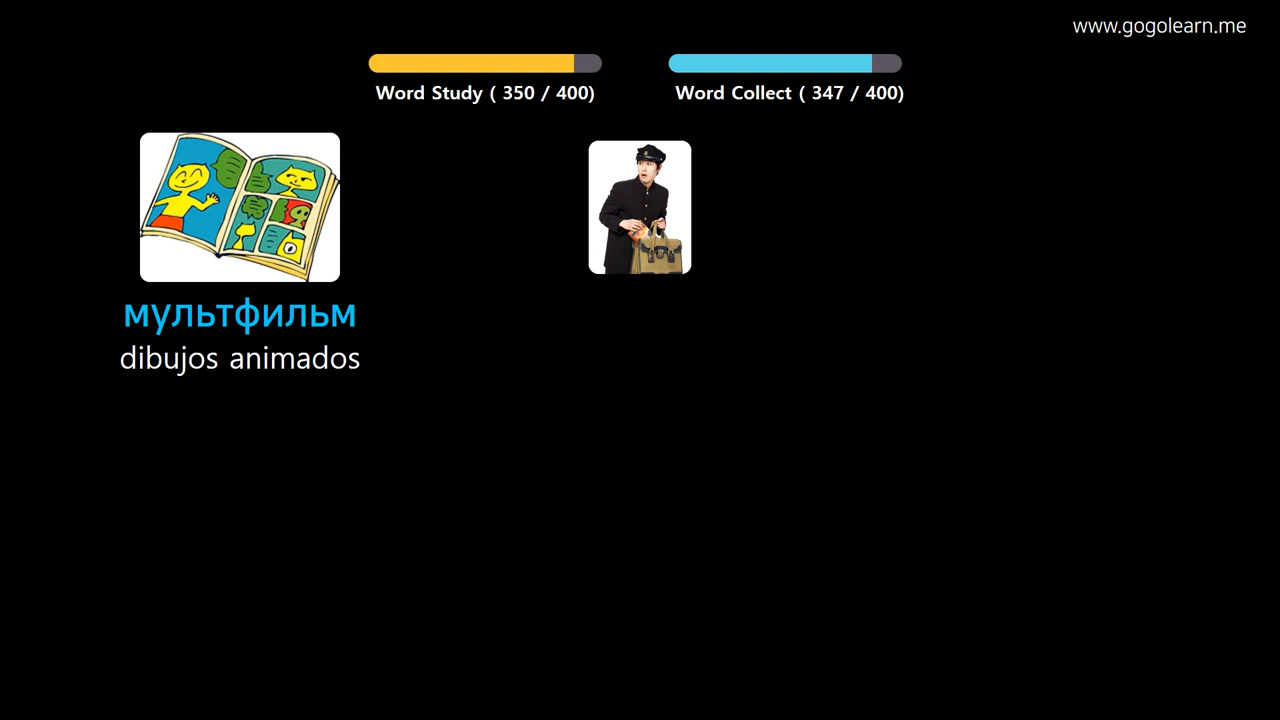 www.gogolearn.me
Word Study ( 350 / 400)
Word Collect ( 347 / 400)
мультфильм
dibujos animados